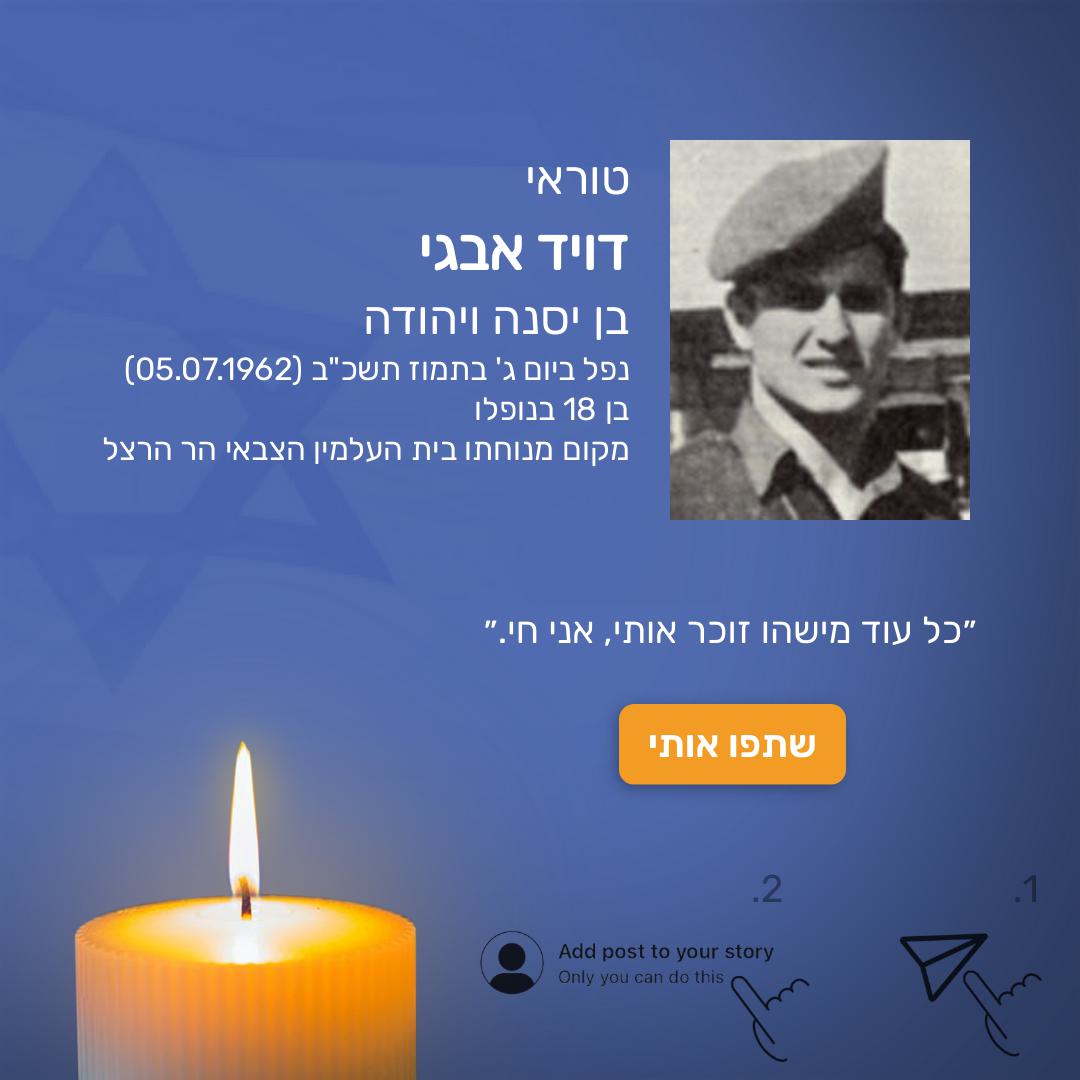 טוראי
דויד אבגי
בן יסנה ויהודה
נפל ביום ג' בתמוז תשכ"ב (05.07.1962)
בן 18 בנופלו
מקום מנוחתו בית העלמין הצבאי הר הרצל
״כל עוד מישהו זוכר אותי, אני חי.״
שתפו אותי
1.
2.
Add post to your story
Only you can do this